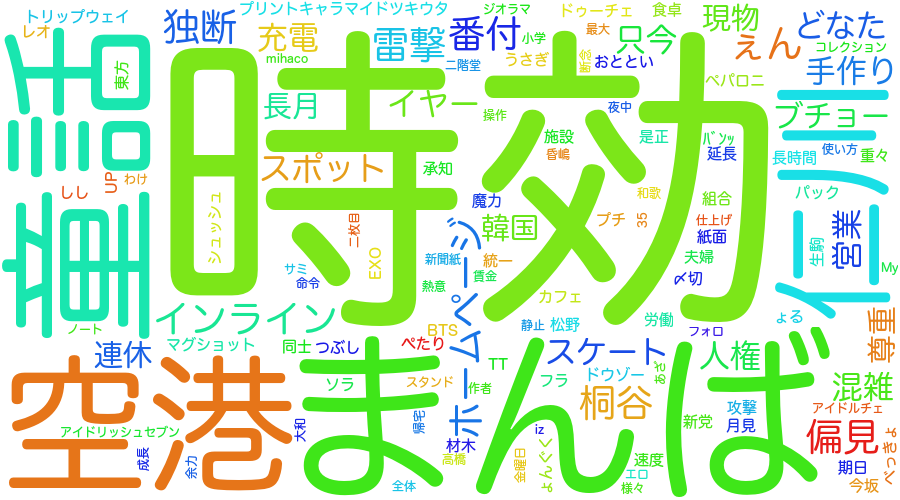 トリップウェイ
プリントキャラマイドツキウタ
ジオラマ
ドゥーチェ
食卓
現物
どなた
レオ
独断
充電
雷撃
番付
小学
最大
只今
えん
コレクション
mihaco
二階堂
うさぎ
断念
おととい
手作り
童話
東方
時効
ペパロニ
長月
イヤー
操作
夜中
ブチョー
仁川
施設
是正
バンッ
延長
長時間
使い方
重々
スポット
承知
昏嶋
しし
UP
わけ
魔力
和歌
組合
パック
シュッシュ
二枚目
韓国
プチ
35
仕上げ
紙面
営業
生駒
ホームページ
新聞紙
統一
夫婦
サミ
命令
EXO
賃金
熱意
〆切
My
カフェ
インライン
ノート
BTS
静止
松野
労働
よる
フォロ
尊重
連休
マグショット
同士
つぶし
ぺたり
スケート
人権
空港
まんば
TT
ソラ
スタンド
作者
フラ
ドウゾー
あさ
混雑
桐谷
アイドルチェ
攻撃
新党
月見
アイドリッシュセブン
大和
帰宅
iz
偏見
べっきょ
材木
高橋
成長
余力
金曜日
よんぐく
速度
エロ
期日
全体
様々
今坂